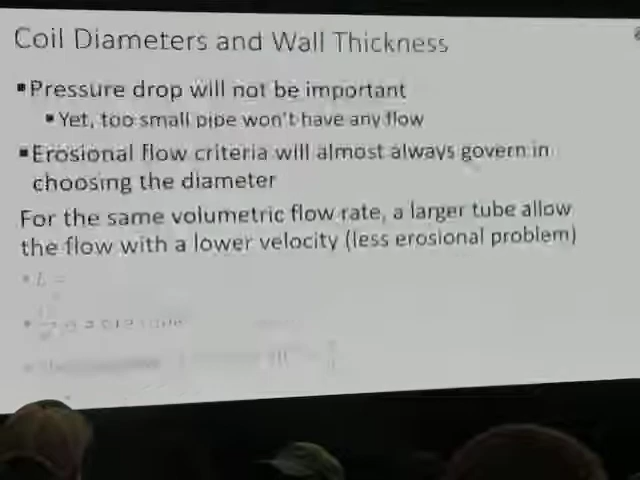 Coil Diameters and Wall Thickness
▪Pressure drop will not be important
▪Yet, too small pipe won't have any flow
▪Erosional flow criteria will almost always govern in
choosing the diameter
For the same volumetric flow rate, a larger tube allow
the flow with a lower velocity (less erosional problem)